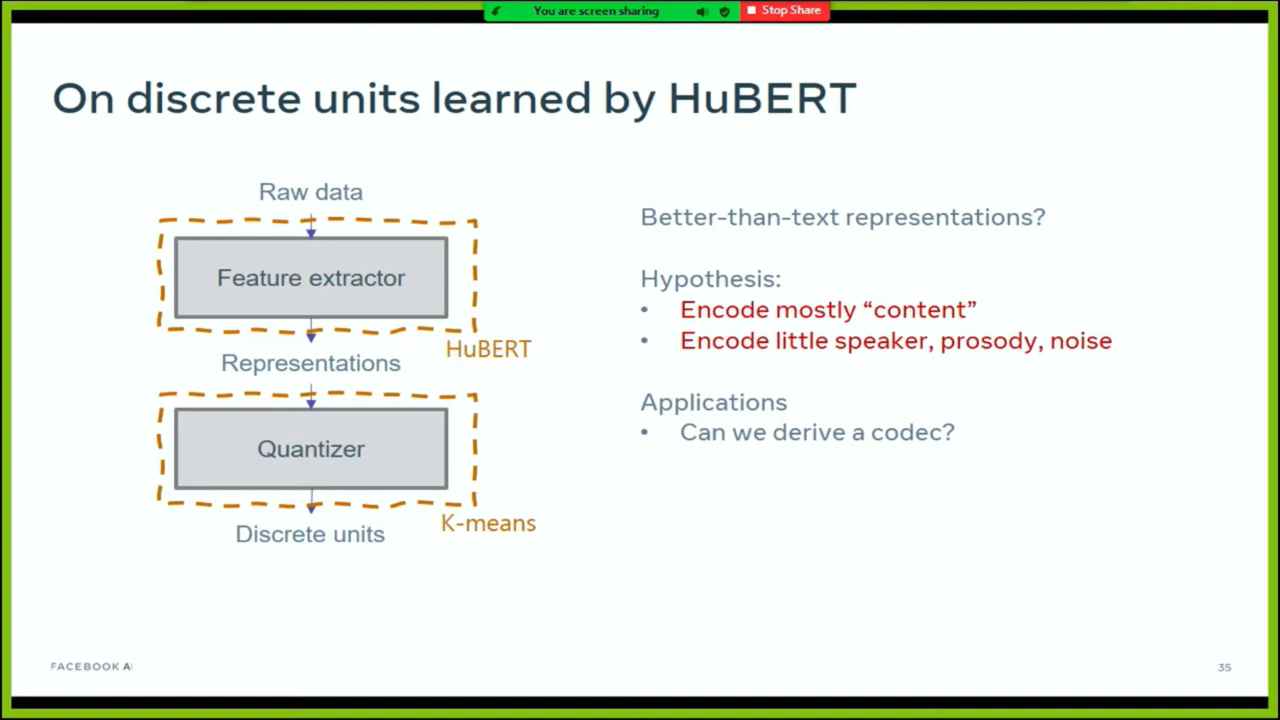 You are screen sharing
Stop Share
On discrete units learned by HuBERT
Raw data
Feature extractor
HuBERT
Representations
Quantizer
K-means
Discrete units
Better-than-text representations?
Hypothesis:
• Encode mostly “content”
• Encode little speaker, prosody, noise
Applications
• Can we derive a codec?
FACEBOOK AI
35